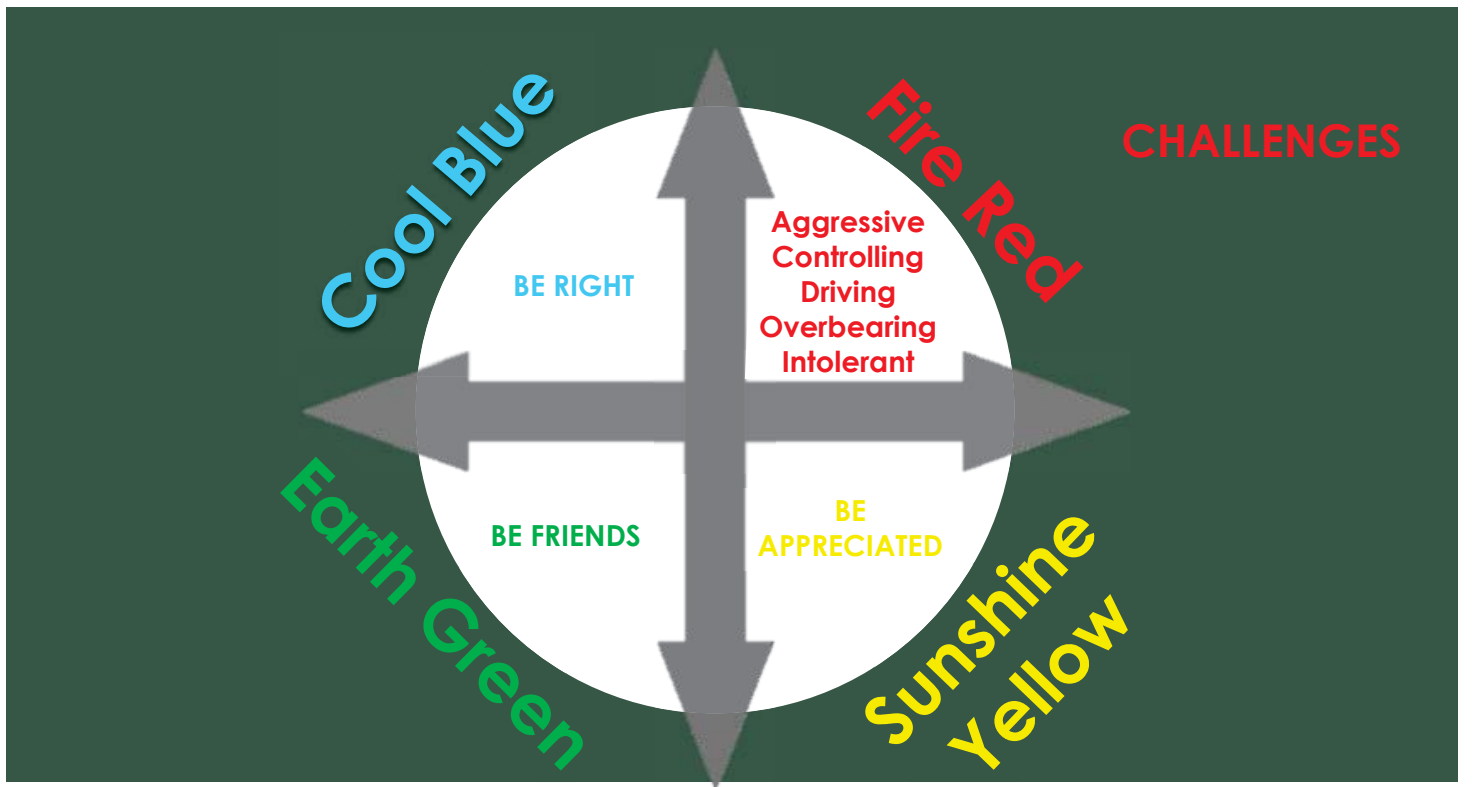 Cool Blue
Fire Red
CHALLENGES
BE RIGHT
Aggressive
Controlling
Driving
Overbearing
Intolerant
Earth Green
BE FRIENDS
BE
APPRECIATED
Sunshine
Yellow